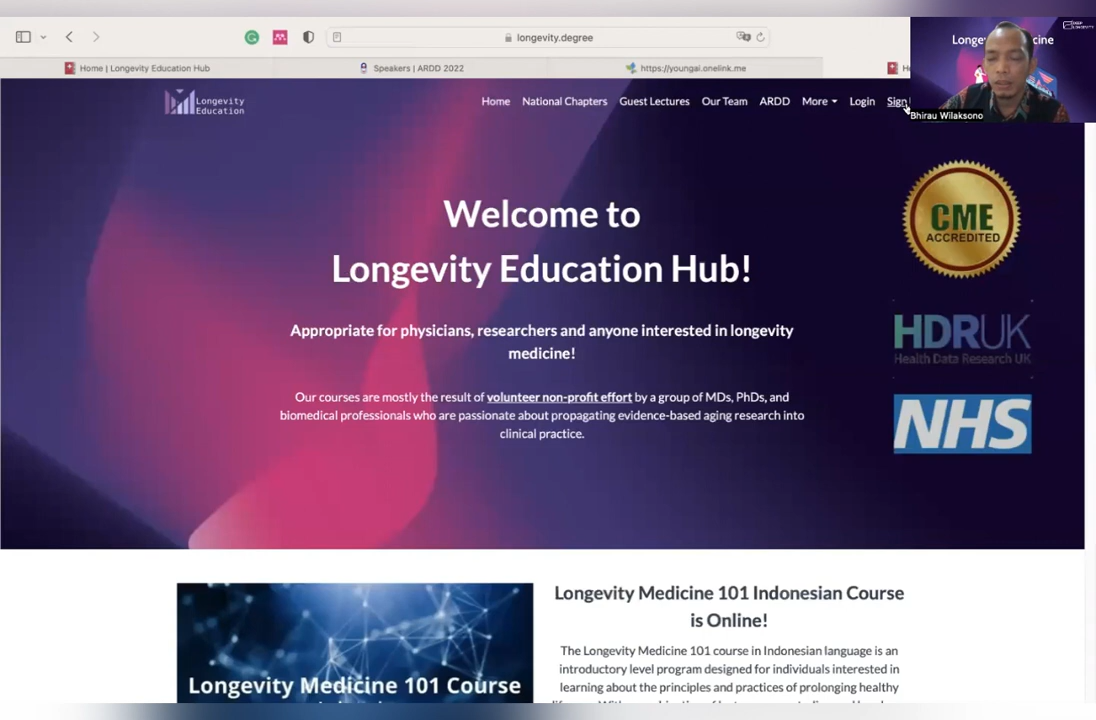 longevity.degree
Home | Longevity Education Hub
Speakers | ARDD 2022
https://youngai.onelink.me
Bhirau Wilaksono
Longevity
Education
Home
National Chapters
Guest Lectures
Our Team
ARDD
More
Login
Sign
Welcome to
Longevity Education Hub!
Appropriate for physicians, researchers and anyone interested in longevity
medicine!
Our courses are mostly the result of volunteer non-profit effort by a group of MDs, PhDs, and
biomedical professionals who are passionate about propagating evidence-based aging research into
clinical practice.
CME
ACCREDITED
HDRUK
Health Data Research UK
NHS
Longevity Medicine 101 Course
Longevity Medicine 101 Indonesian Course
is Online!
The Longevity Medicine 101 course in Indonesian language is an
introductory level program designed for individuals interested in
learning about the principles and practices of prolonging healthy